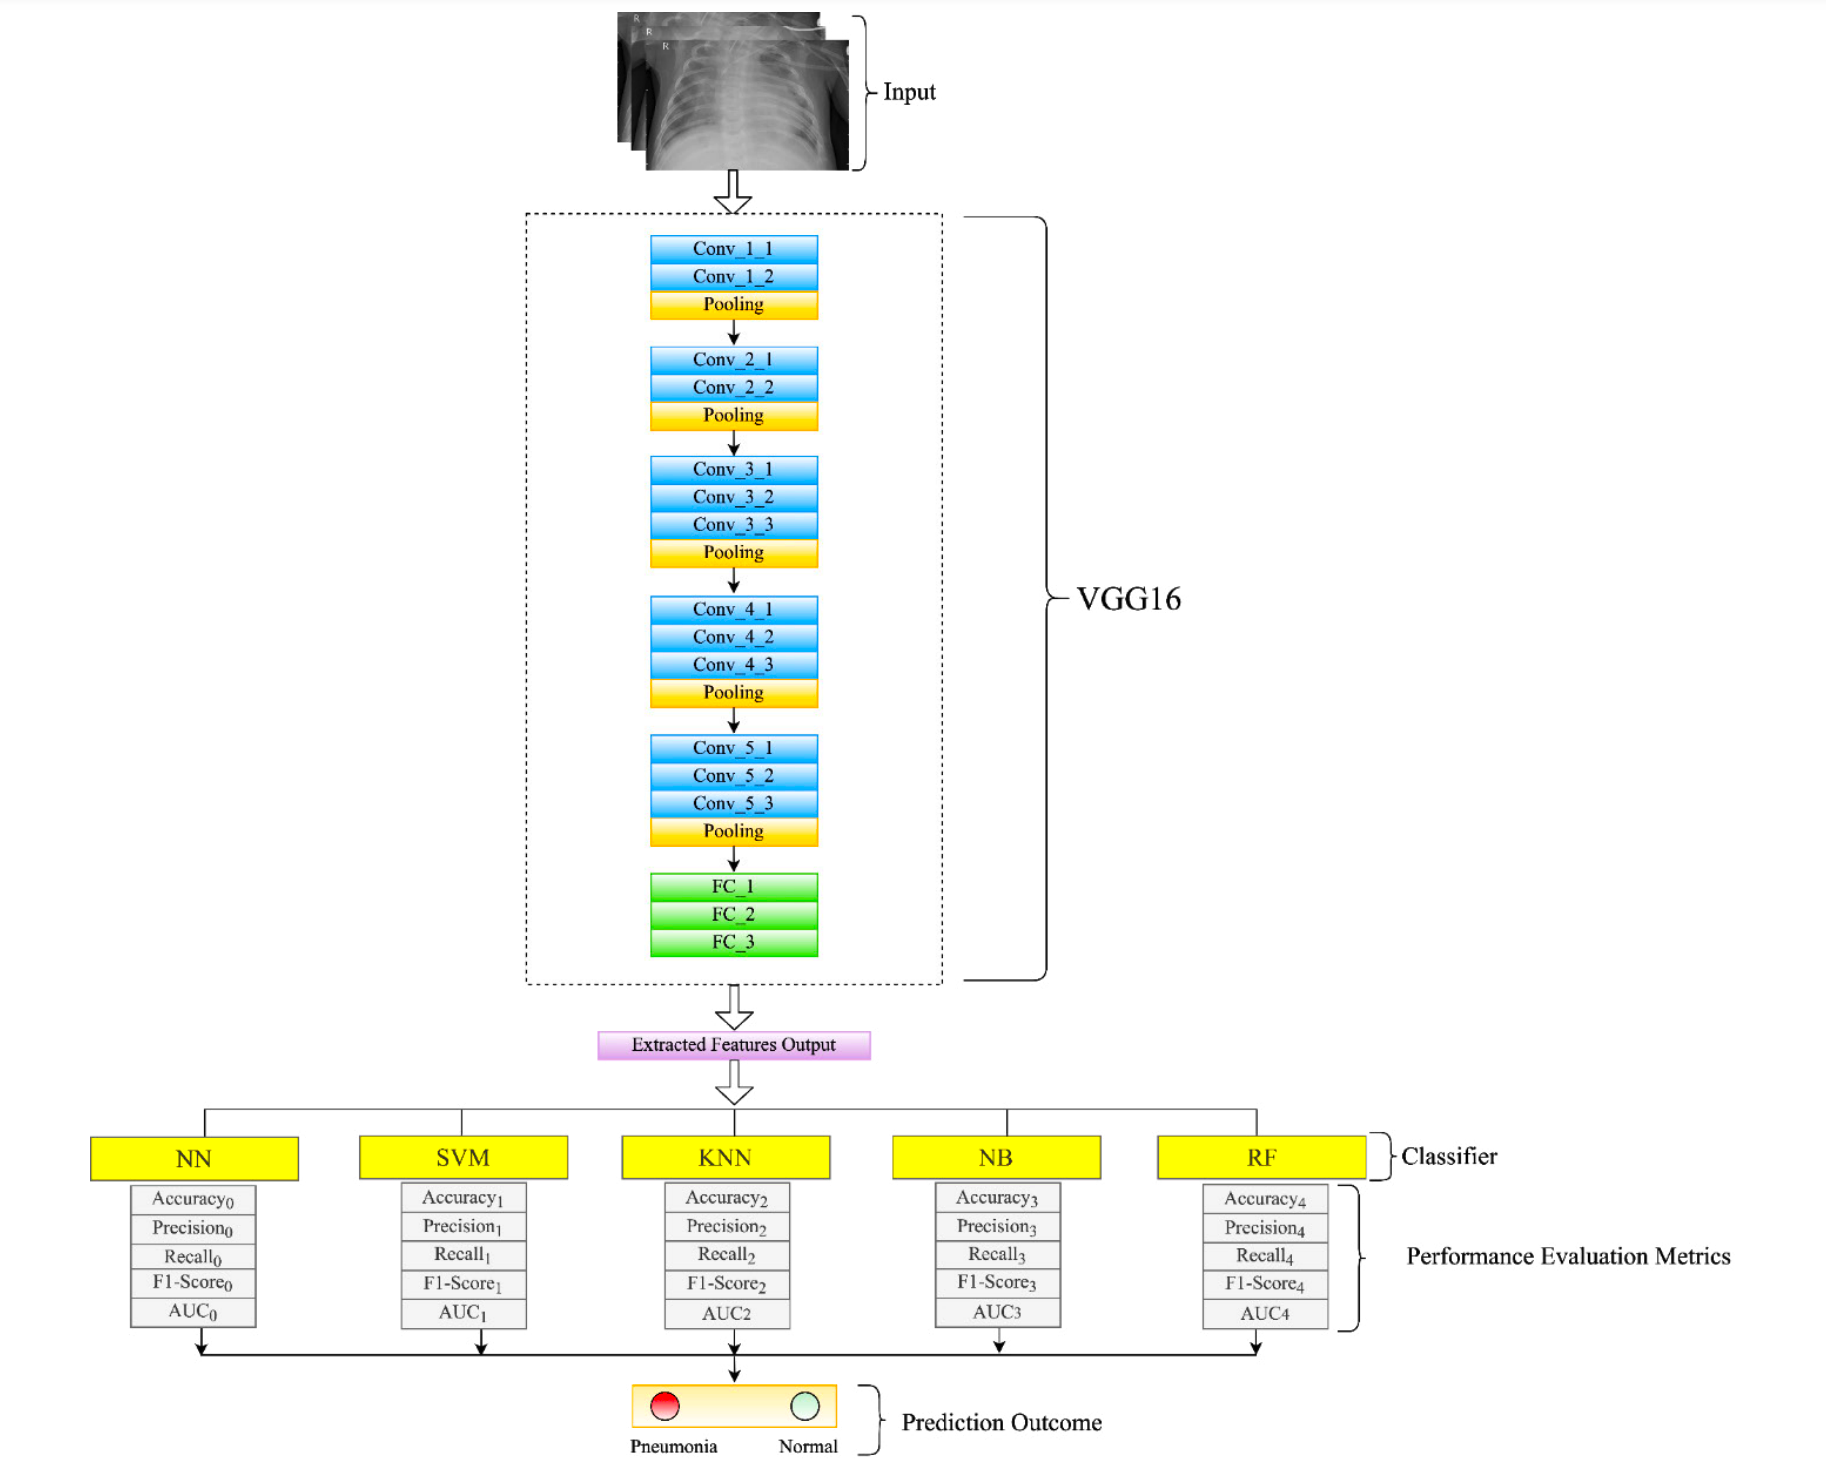 R
R
R
Input
Conv_1_1
Conv_1_2
Pooling
Conv_2_1
Conv_2_2
Pooling
Conv_3_1
Conv_3_2
Conv_3_3
Pooling
Conv_4_1
Conv_4_2
Conv_4_3
Pooling
Conv_5_1
Conv_5_2
Conv_5_3
Pooling
FC_1
FC_2
FC_3
VGG16
Extracted Features Output
NN
SVM
KNN
NB
RF
Classifier
Accuracy0
Precision0
Recall0
F1-Score0
AUC0
Accuracy1
Precision1
Recall1
F1-Score1
AUC1
Accuracy2
Precision2
Recall2
F1-Score2
AUC2
Accuracy3
Precision3
Recall3
F1-Score3
AUC3
Accuracy4
Precision4
Recall4
F1-Score4
AUC4
Performance Evaluation Metrics
Pneumonia
Normal
Prediction Outcome